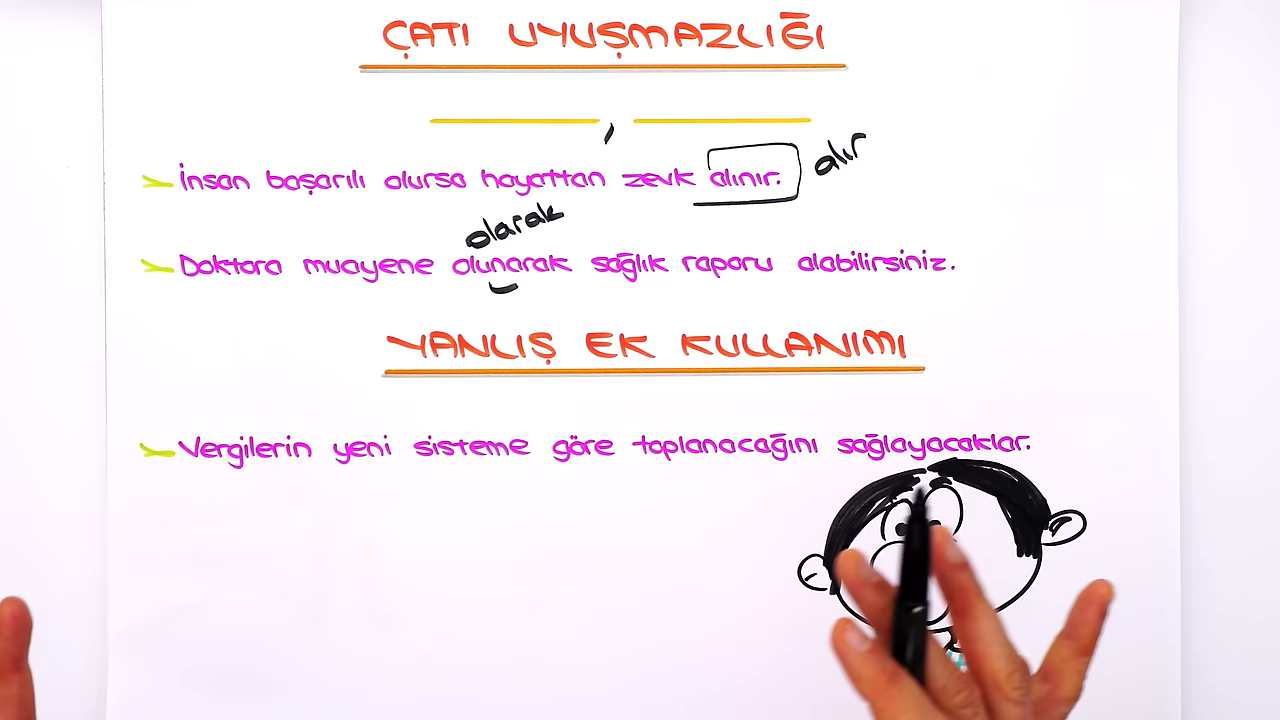 ÇATI UYUŞMAZLIĞI
,
İnsan başarılı olursa hayattan zevk alınır. alır
olarak
Doktora muayene olunarak sağlık raporu alabilirsiniz.
YANLIŞ EK KULLANIMI
Vergilerin yeni sisteme göre toplanacağını sağlayacaklar.